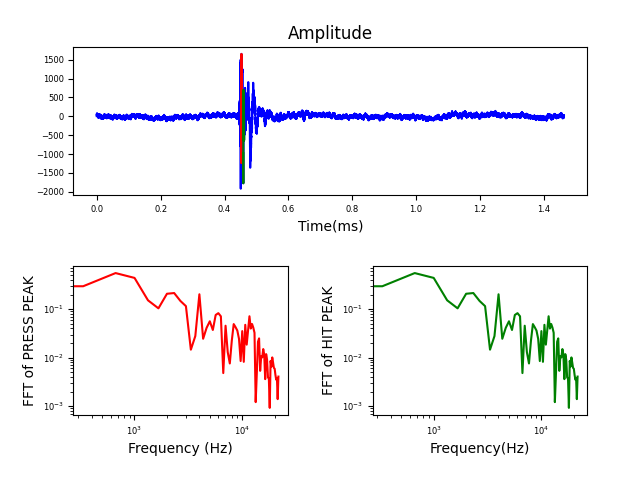 Amplitude
1500
1000
500
0
−500
−1000
−1500
−2000
0.0 0.2 0.4 0.6 0.8 1.0 1.2 1.4
Time(ms)
FFT of PRESS PEAK
10⁻¹
10⁻²
10⁻³
10³ 10⁴
Frequency (Hz)
FFT of HIT PEAK
10⁻¹
10⁻²
10⁻³
10³ 10⁴
Frequency(Hz)